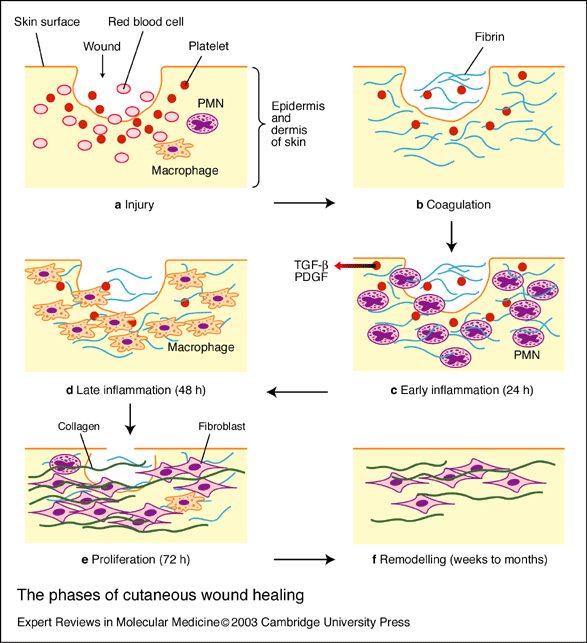 Skin surface
Red blood cell
Wound
Platelet
PMN
Macrophage
Epidermis
and
dermis
of skin
a Injury
Fibrin
b Coagulation
TGF-β
PDGF
PMN
c Early inflammation (24 h)
Macrophage
d Late inflammation (48 h)
Collagen
Fibroblast
e Proliferation (72 h)
f Remodelling (weeks to months)
The phases of cutaneous wound healing
Expert Reviews in Molecular Medicine©2003 Cambridge University Press